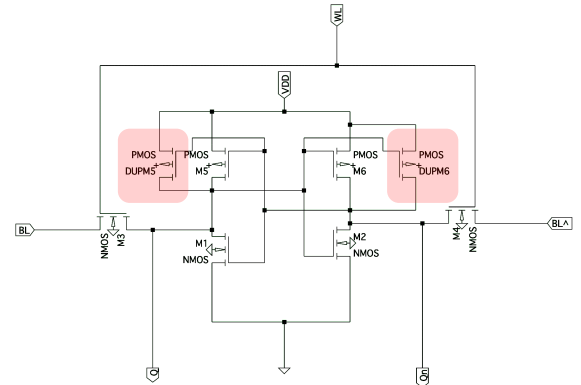 WL
VDD
PMOS
DUPM5
PMOS
M5
PMOS
M6
PMOS
DUPM6
BL
NMOS
M3
M1
NMOS
M2
NMOS
M4
NMOS
BL^
Q
Qn